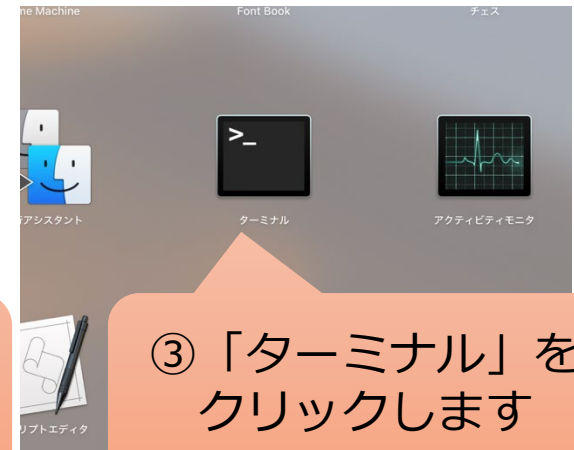 me Machine
Font Book
チェス
>_
アシスタント
ターミナル
アクティビティモニタ
リプトエディタ
③「ターミナル」を
クリックします